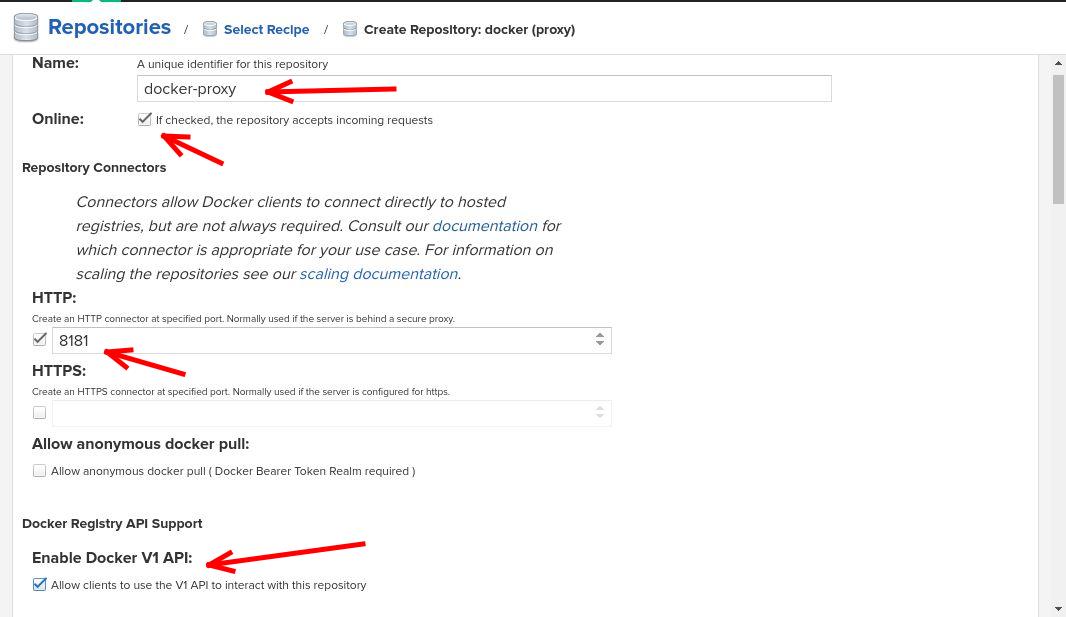 Repositories / Select Recipe / Create Repository: docker (proxy)
Name: A unique identifier for this repository
docker-proxy
Online: If checked, the repository accepts incoming requests
Repository Connectors
Connectors allow Docker clients to connect directly to hosted
registries, but are not always required. Consult our documentation for
which connector is appropriate for your use case. For information on
scaling the repositories see our scaling documentation.
HTTP:
Create an HTTP connector at specified port. Normally used if the server is behind a secure proxy.
8181
HTTPS:
Create an HTTPS connector at specified port. Normally used if the server is configured for https.
Allow anonymous docker pull:
Allow anonymous docker pull ( Docker Bearer Token Realm required )
Docker Registry API Support
Enable Docker V1 API:
Allow clients to use the V1 API to interact with this repository